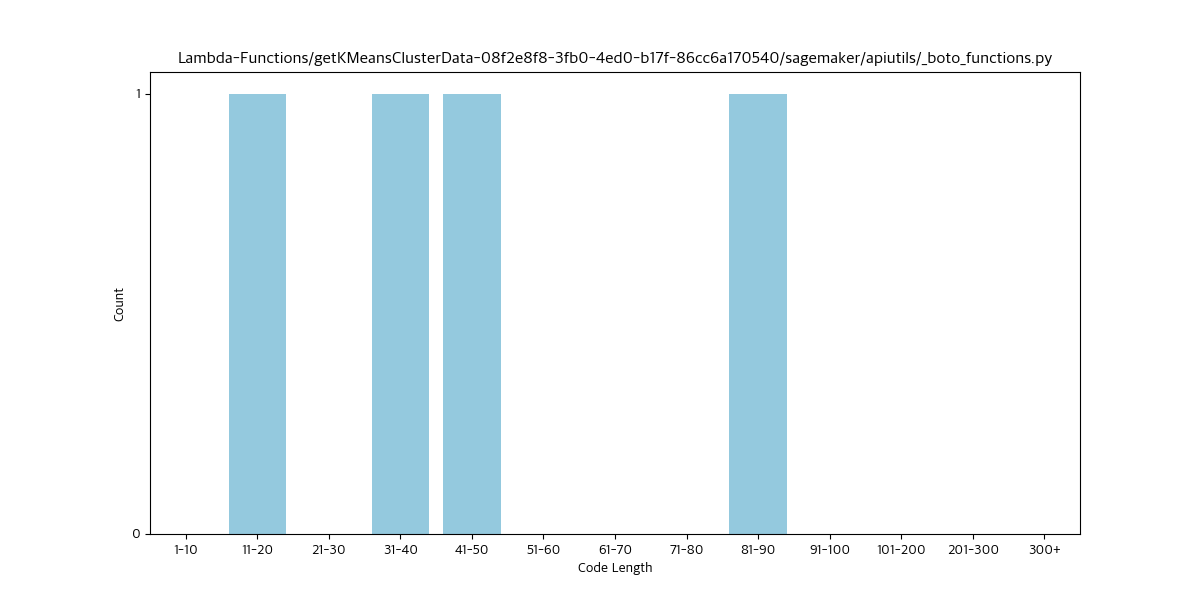 Lambda-Functions/getKMeansClusterData-08f2e8f8-3fb0-4ed0-b17f-86cc6a170540/sagemaker/apiutils/_boto_functions.py
1
Count
0
1-10 11-20 21-30 31-40 41-50 51-60 61-70 71-80 81-90 91-100 101-200 201-300 300+
Code Length